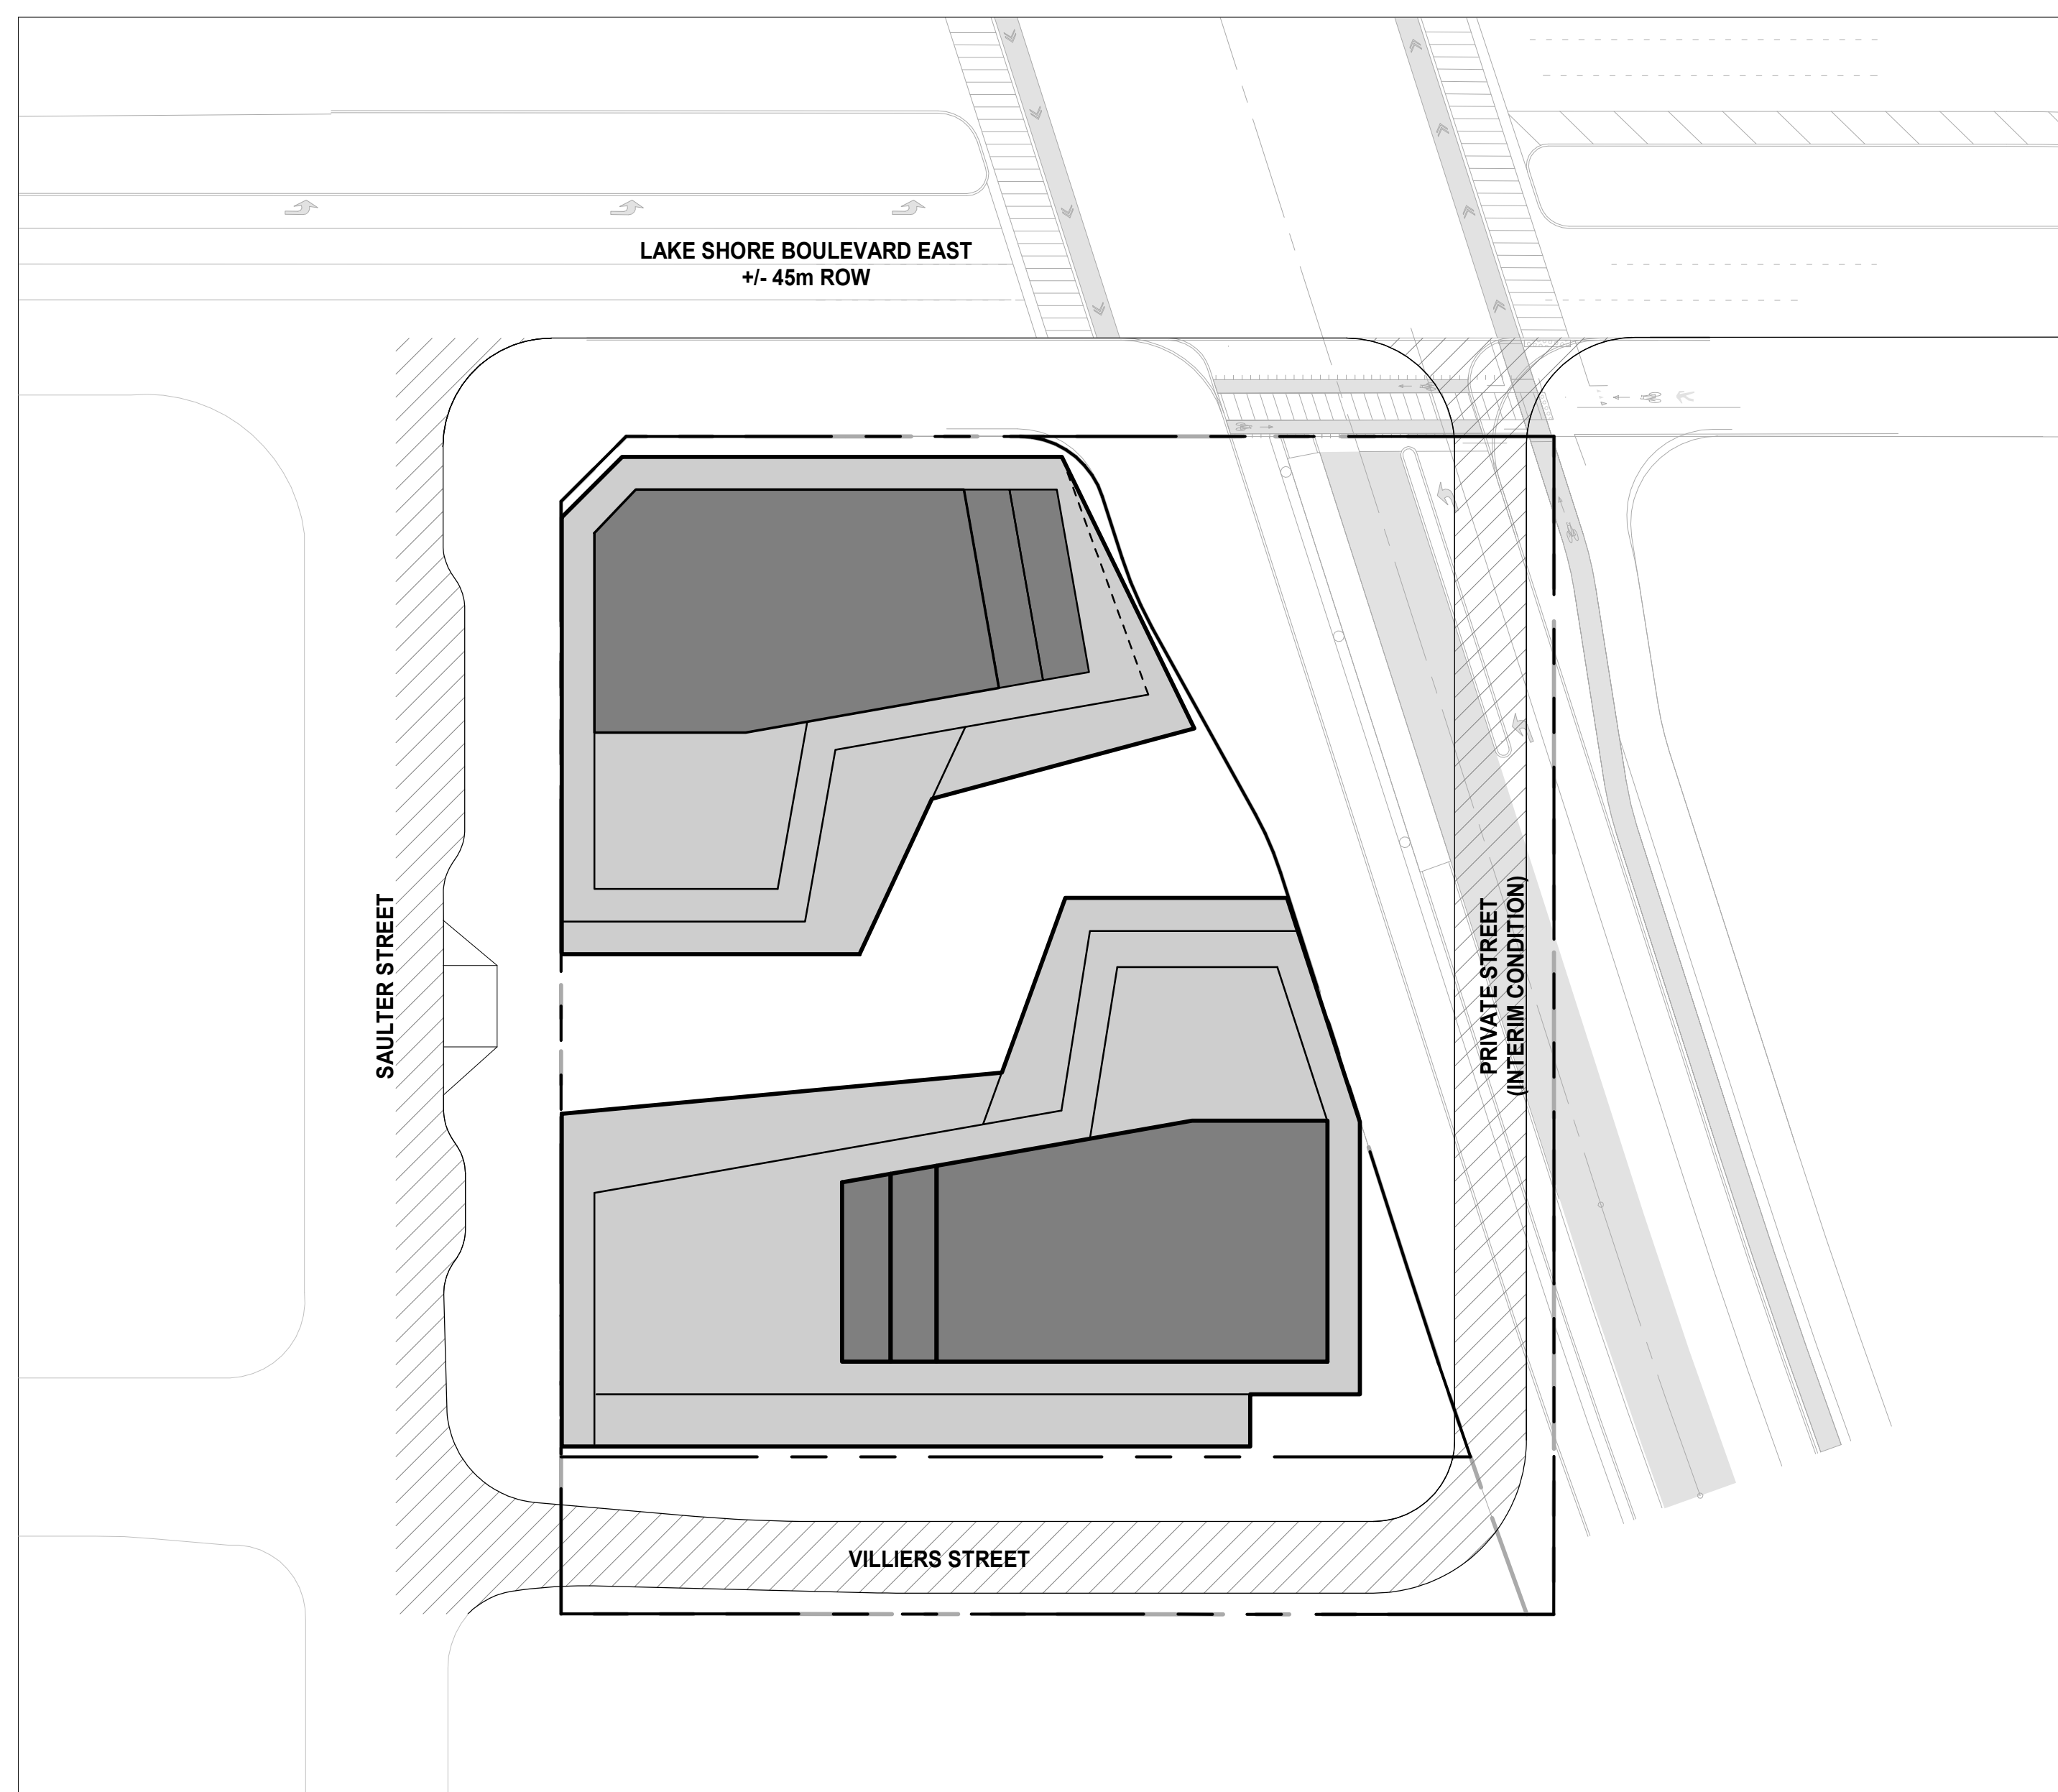 LAKE SHORE BOULEVARD EAST
+/- 45m ROW
SAULTER STREET
PRIVATE STREET
(INTERIM CONDITION)
VILLIERS STREET